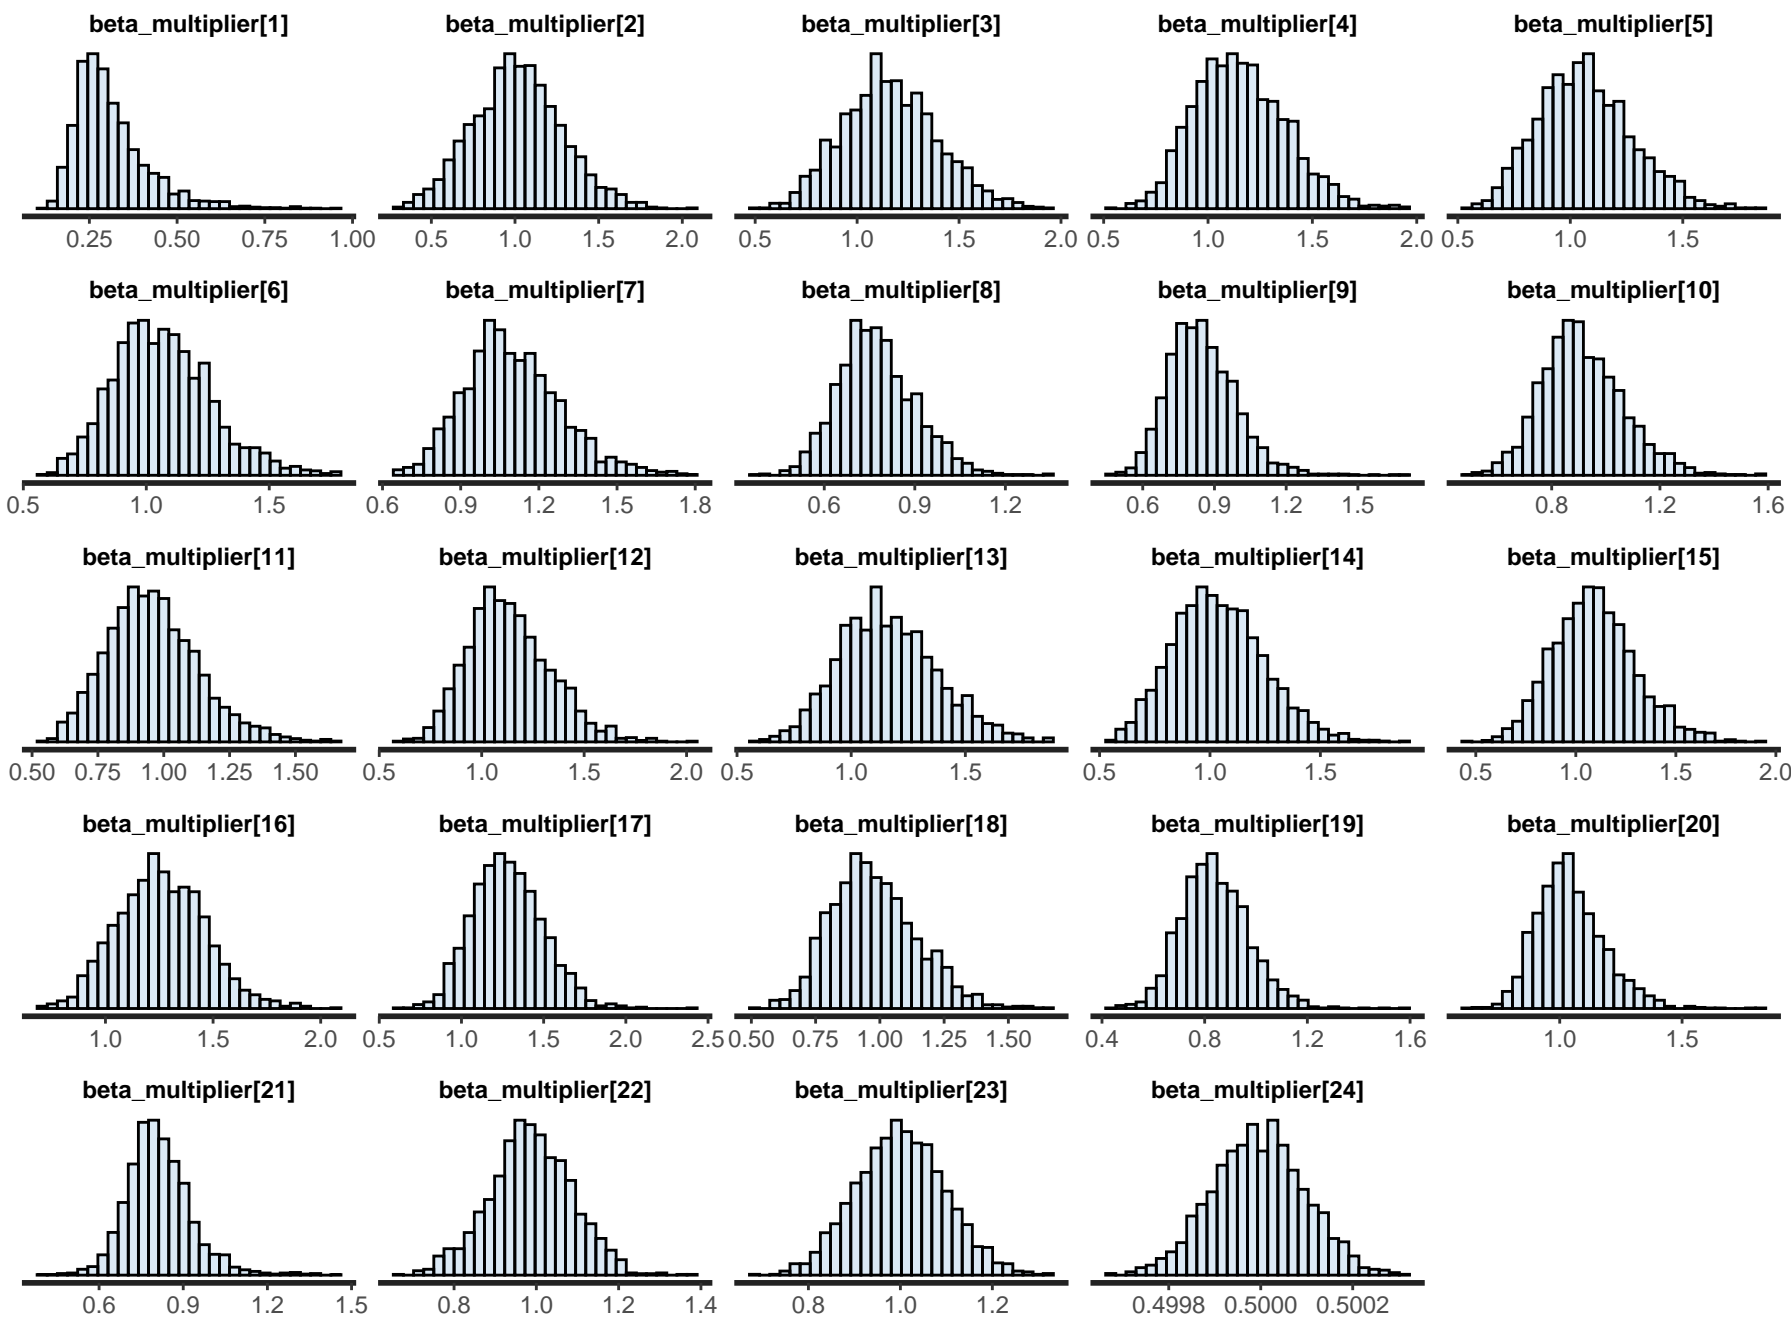 beta_multiplier[1] beta_multiplier[2] beta_multiplier[3] beta_multiplier[4] beta_multiplier[5]
0.25 0.50 0.75 1.00 0.5 1.0 1.5 2.0 0.5 1.0 1.5 2.0 0.5 1.0 1.5 2.0 0.5 1.0 1.5
beta_multiplier[6] beta_multiplier[7] beta_multiplier[8] beta_multiplier[9] beta_multiplier[10]
0.5 1.0 1.5 0.6 0.9 1.2 1.5 1.8 0.6 0.9 1.2 0.6 0.9 1.2 1.5 0.8 1.2 1.6
beta_multiplier[11] beta_multiplier[12] beta_multiplier[13] beta_multiplier[14] beta_multiplier[15]
0.50 0.75 1.00 1.25 1.50 0.5 1.0 1.5 2.0 0.5 1.0 1.5 0.5 1.0 1.5 0.5 1.0 1.5 2.0
beta_multiplier[16] beta_multiplier[17] beta_multiplier[18] beta_multiplier[19] beta_multiplier[20]
1.0 1.5 2.0 0.5 1.0 1.5 2.0 2.5 0.50 0.75 1.00 1.25 1.50 0.4 0.8 1.2 1.6 1.0 1.5
beta_multiplier[21] beta_multiplier[22] beta_multiplier[23] beta_multiplier[24]
0.6 0.9 1.2 1.5 0.8 1.0 1.2 1.4 0.8 1.0 1.2 0.4998 0.5000 0.5002